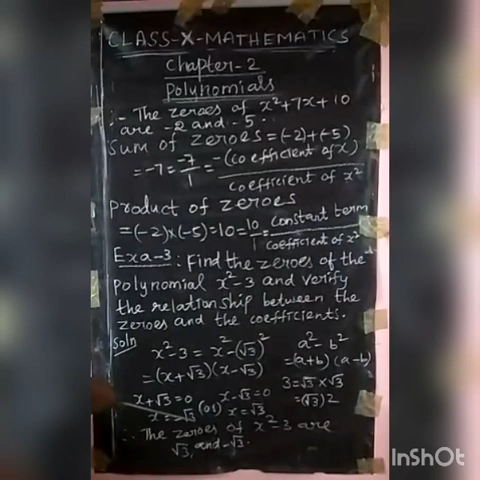 CLASS-X-MATHEMATICS
Chapter-2
Polynomials
:- The zeroes of x²+7x+10
are -2 and -5.
Sum of zeroes = (-2)+(-5)
= -7 = -7/1 = -(coefficient of x)/coefficient of x²
Product of zeroes
= (-2)×(-5) = 10 = 10/1 = constant term/coefficient of x²
Exa-3: Find the zeroes of the
polynomial x²-3 and verify
the relationship between the
zeroes and the coefficients.
Soln
x²-3 = x²-(√3)²
= (x+√3)(x-√3)
a²-b²
= (a+b)(a-b)
3 = √3×√3
= (√3)2
x+√3=0 x-√3=0
x = -√3 (or) x = √3
∴ The zeroes of x²-3 are
√3, and -√3.
InShOt